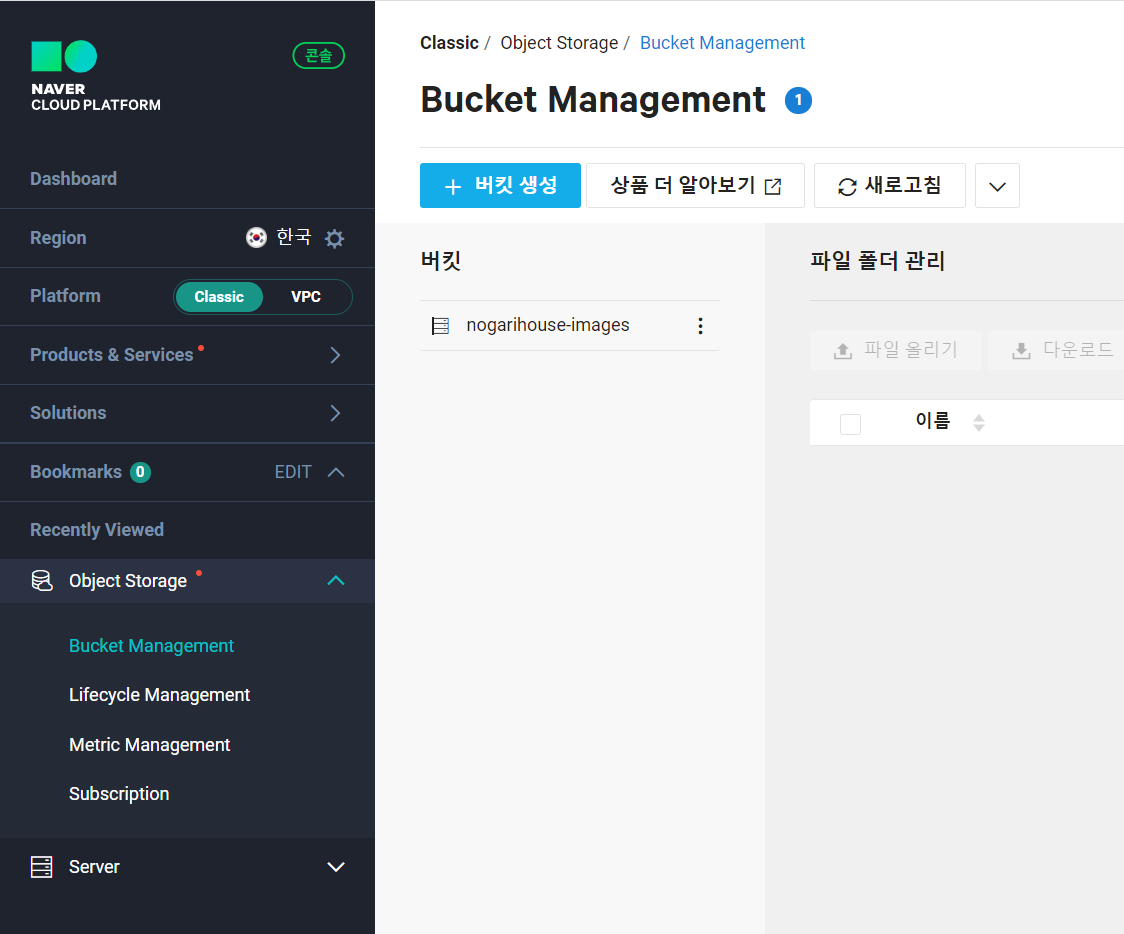 NAVER
CLOUD PLATFORM
콘솔
Dashboard
Region
한국
Platform
Classic
VPC
Products & Services
Solutions
Bookmarks 0
EDIT
Recently Viewed
Object Storage
Bucket Management
Lifecycle Management
Metric Management
Subscription
Server
Classic / Object Storage / Bucket Management
Bucket Management 1
+ 버킷 생성
상품 더 알아보기
새로고침
버킷
nogarihouse-images
파일 폴더 관리
파일 올리기
다운로드
이름